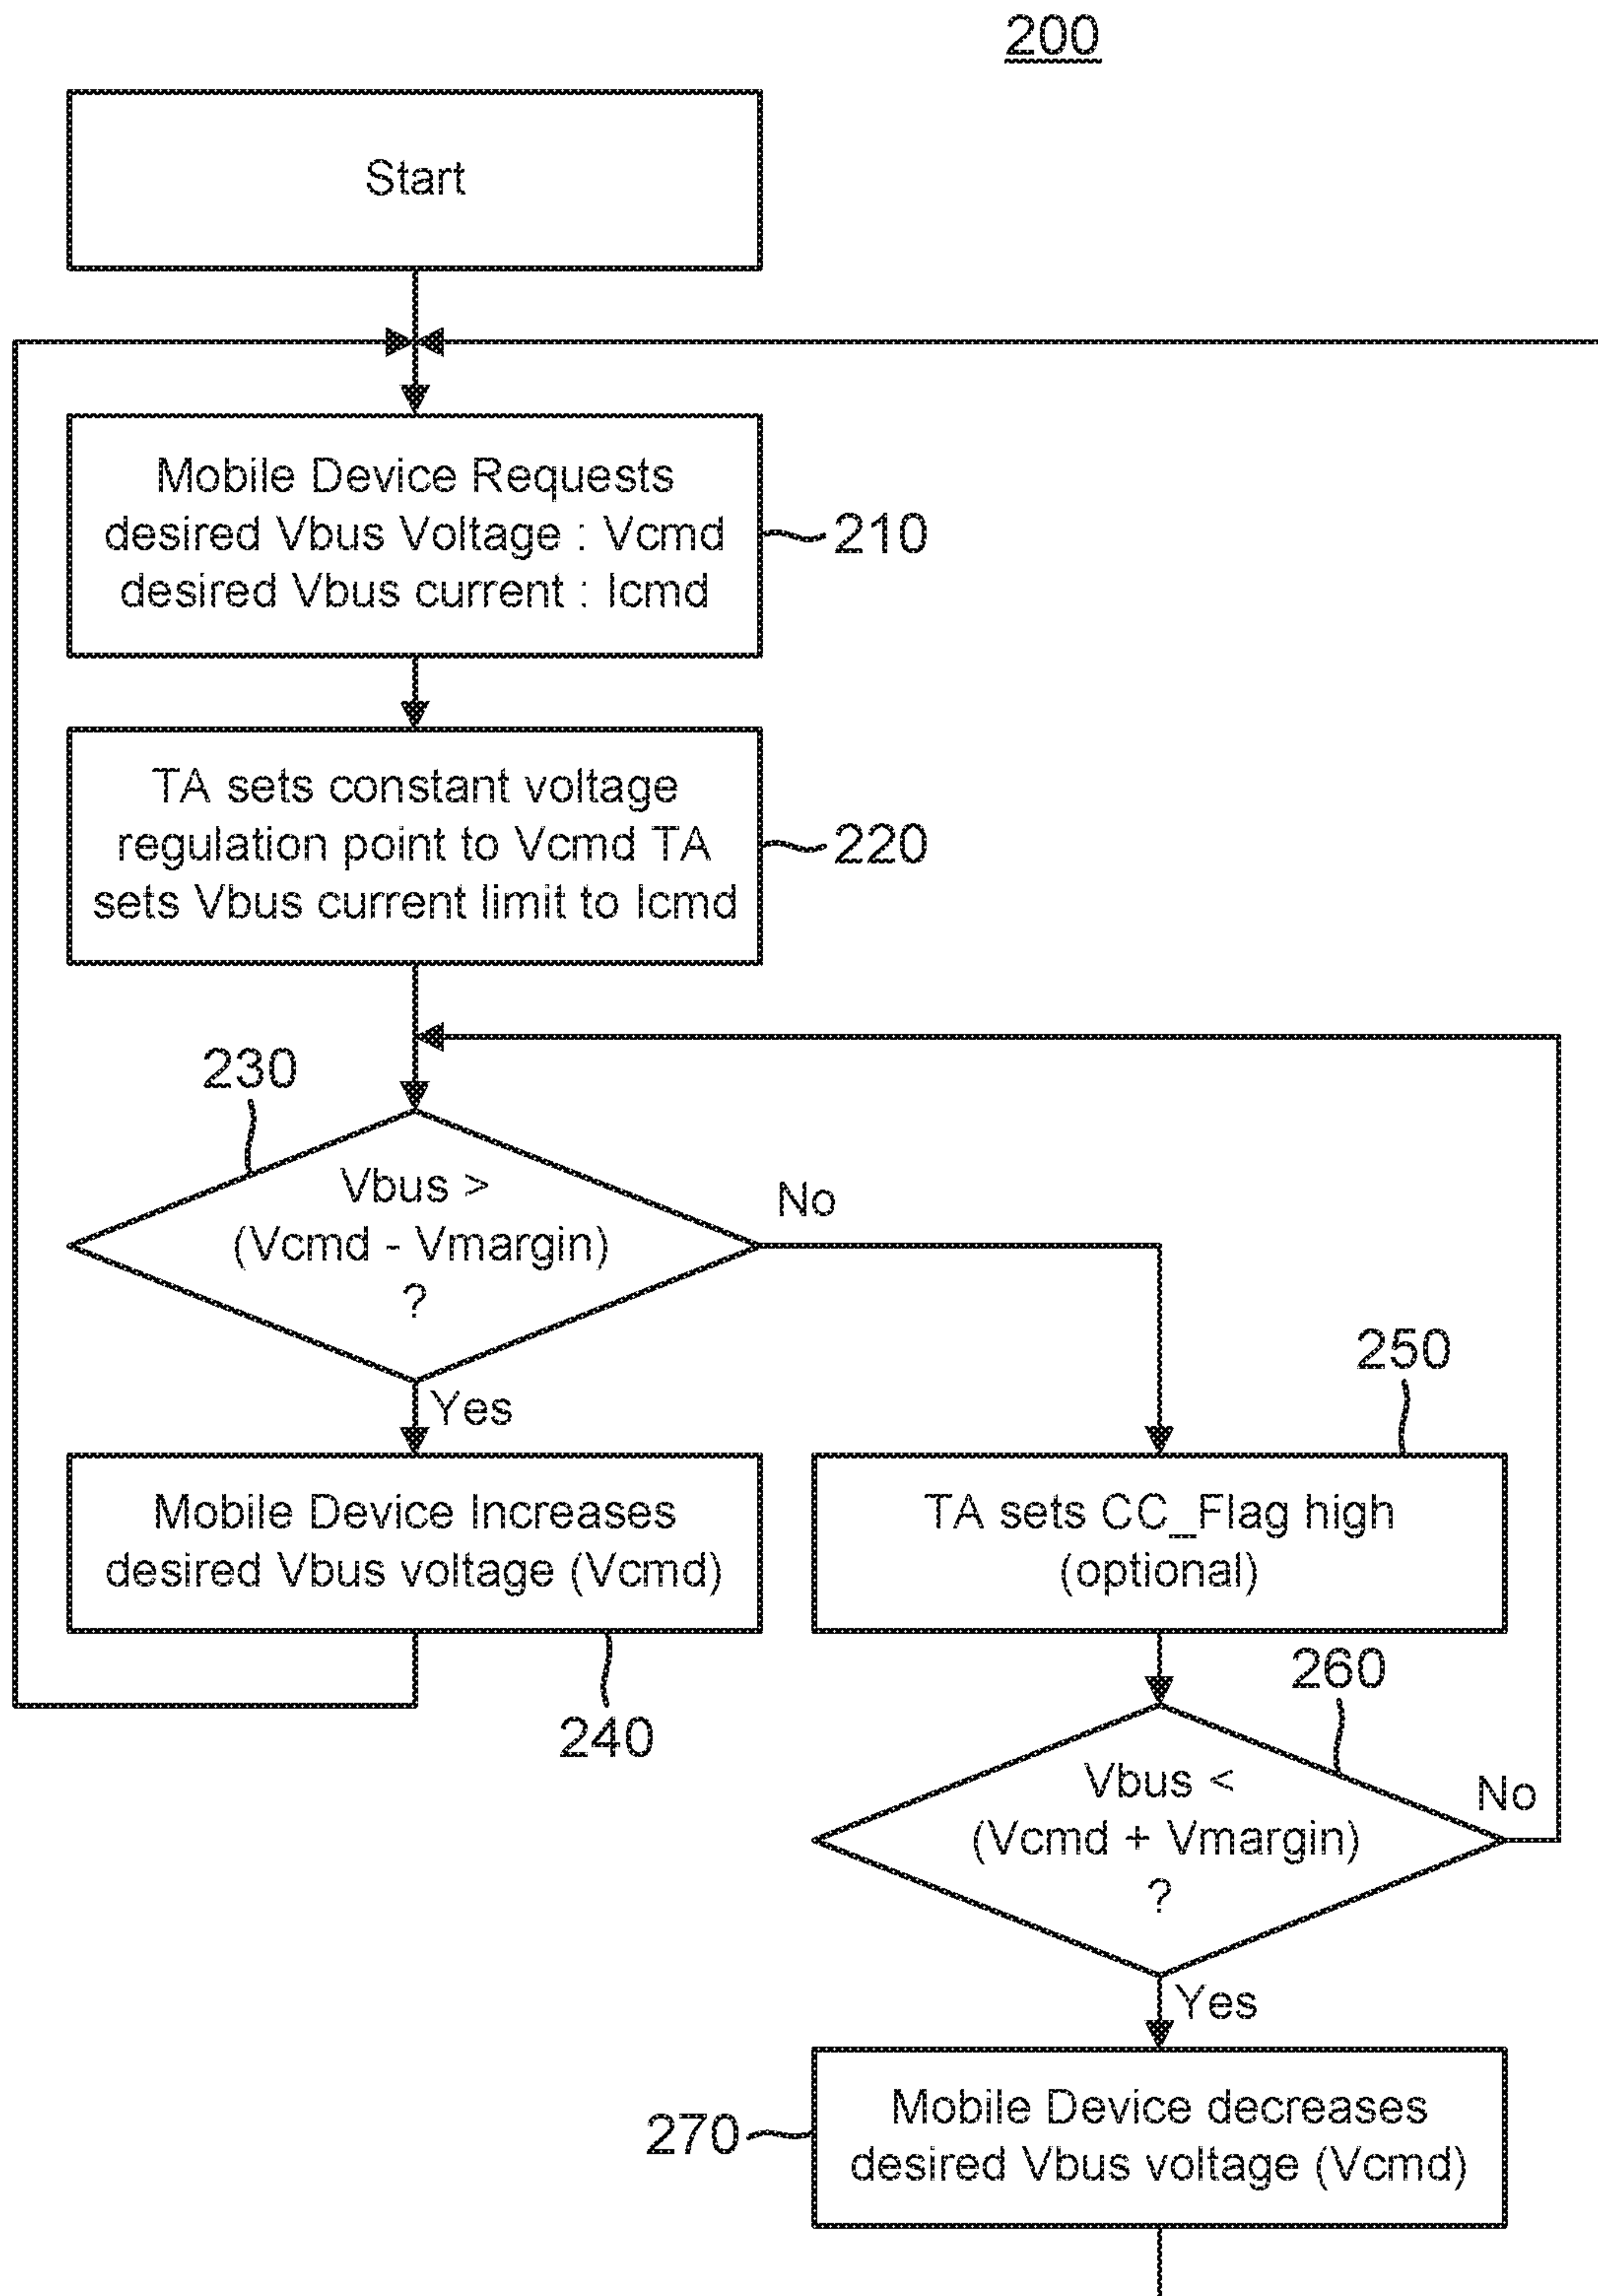 200
Start
Mobile Device Requests
desired Vbus Voltage : Vcmd
desired Vbus current : Icmd
210
TA sets constant voltage
regulation point to Vcmd TA
sets Vbus current limit to Icmd
220
230
Vbus >
(Vcmd - Vmargin)
?
No
Yes
Mobile Device Increases
desired Vbus voltage (Vcmd)
240
250
TA sets CC_Flag high
(optional)
260
Vbus <
(Vcmd + Vmargin)
?
No
Yes
270
Mobile Device decreases
desired Vbus voltage (Vcmd)